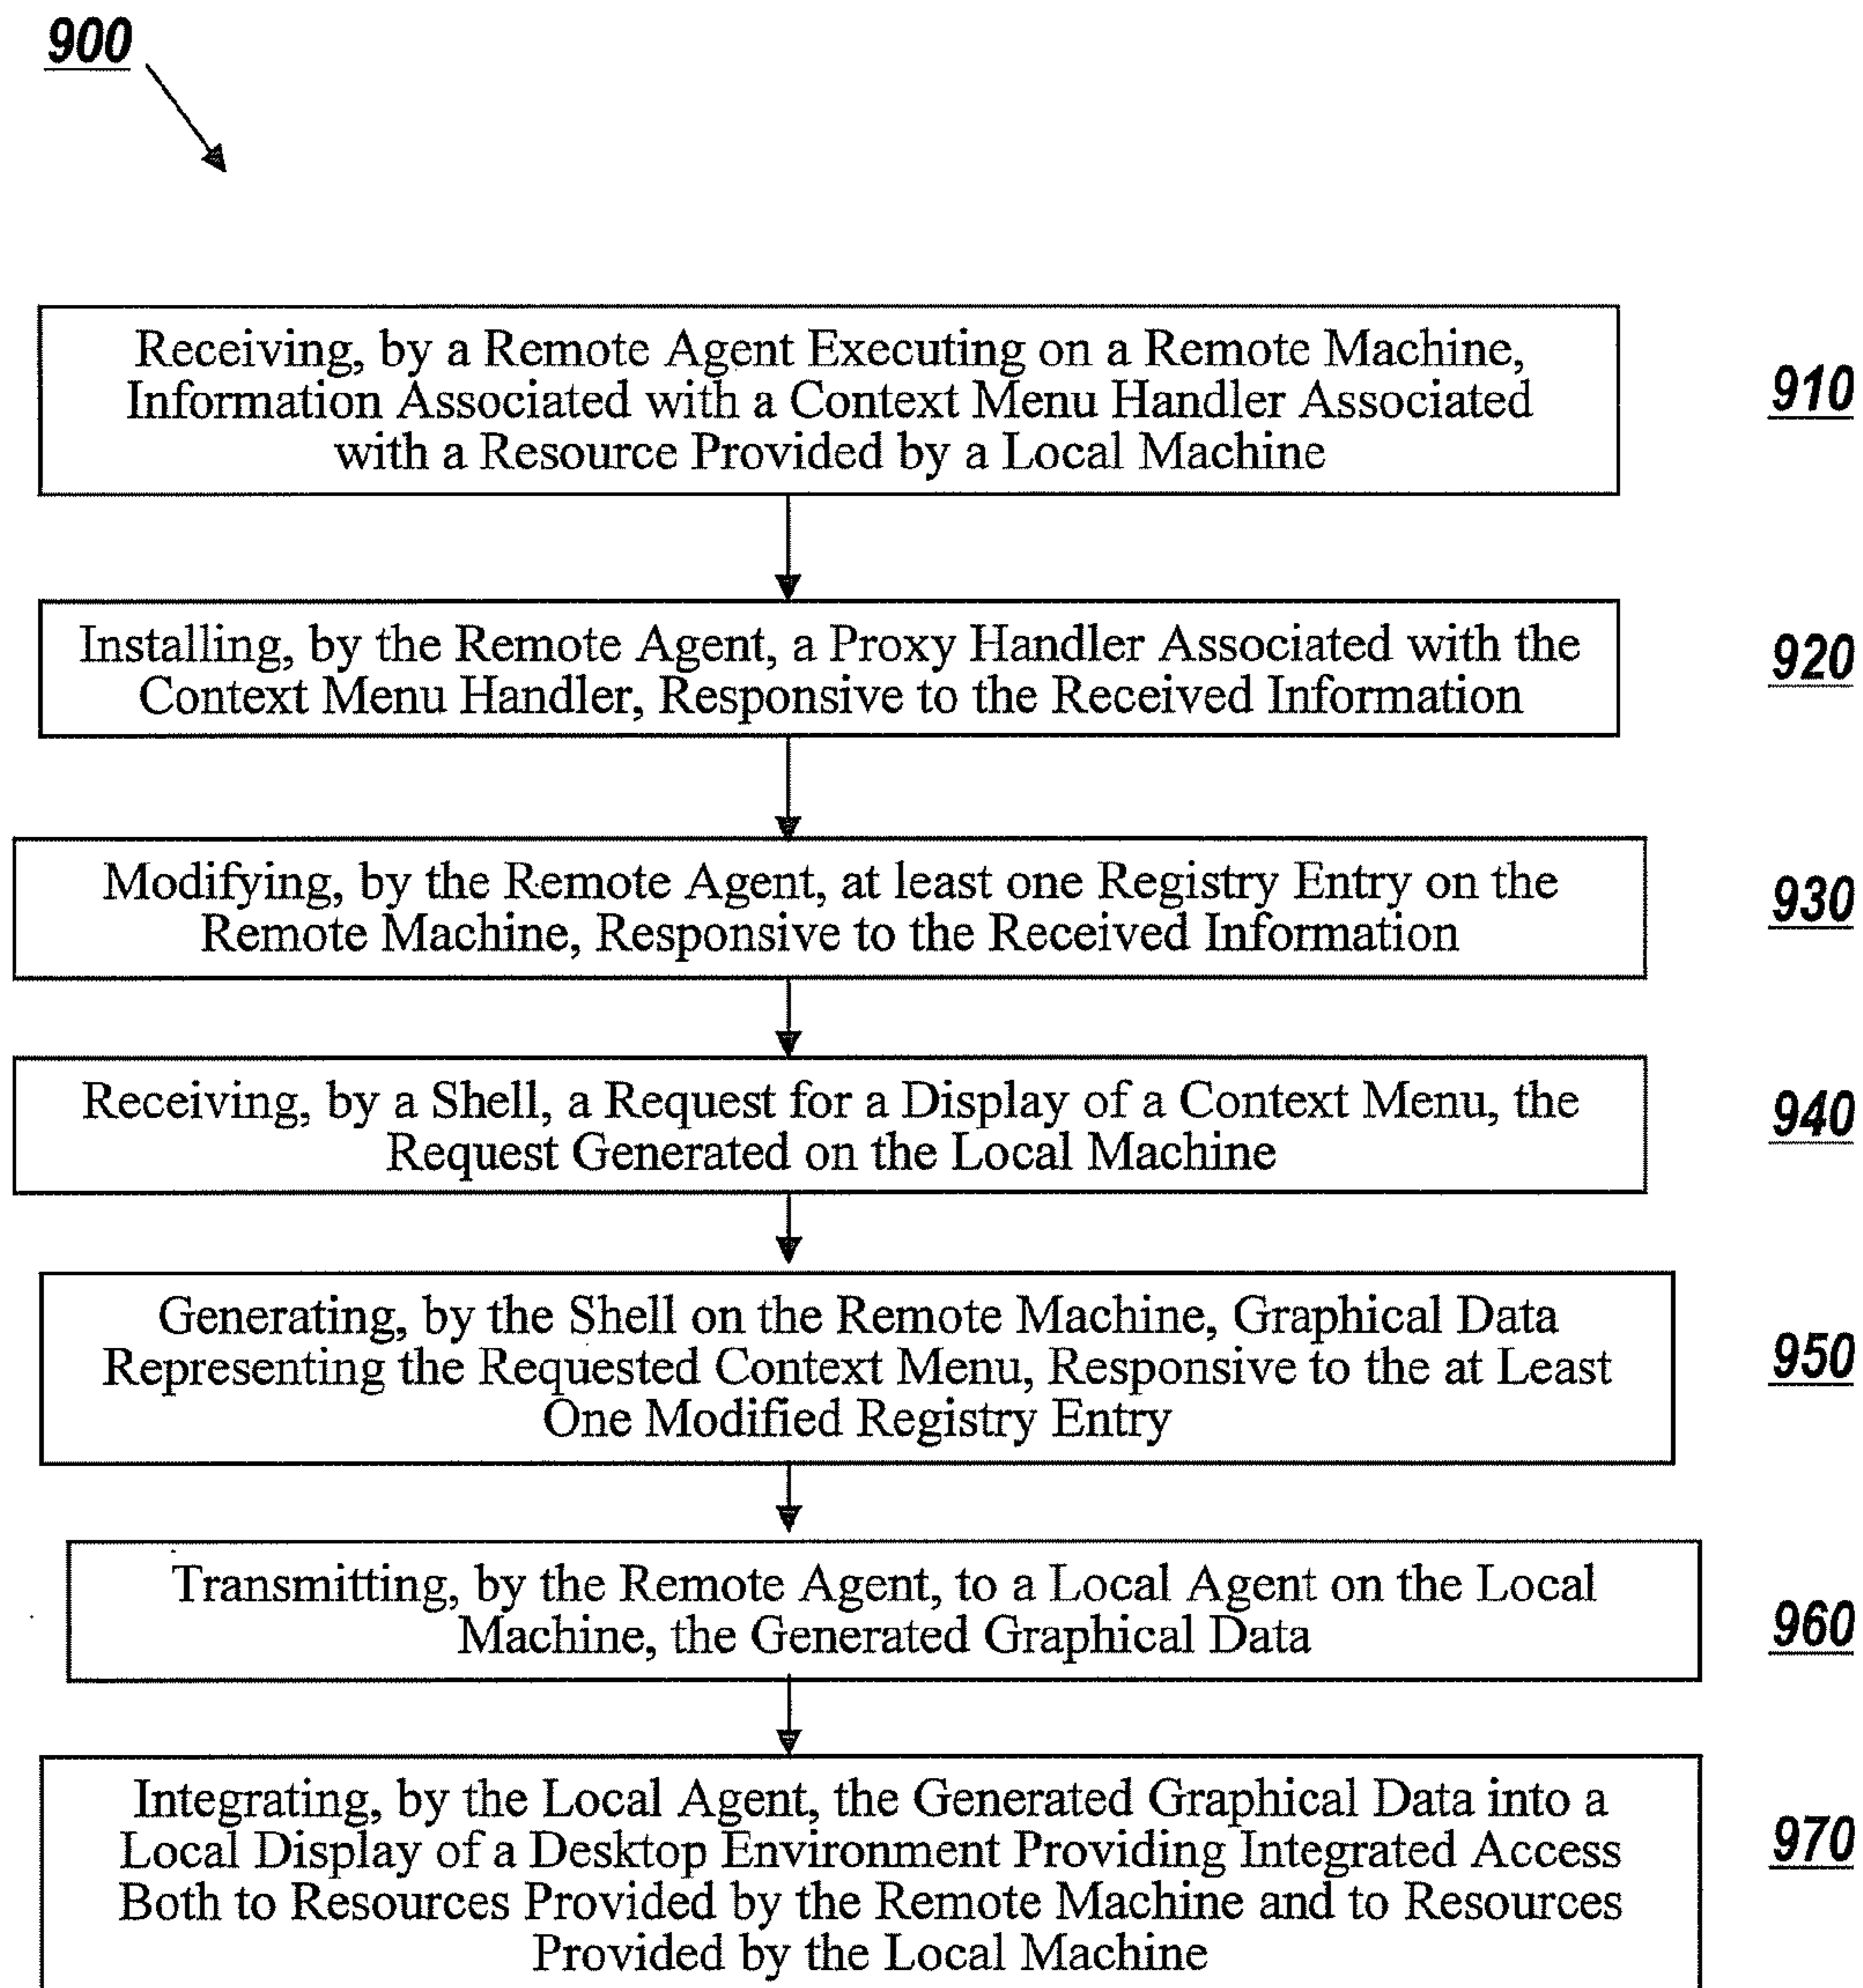 900
Receiving, by a Remote Agent Executing on a Remote Machine,
Information Associated with a Context Menu Handler Associated
with a Resource Provided by a Local Machine
910
Installing, by the Remote Agent, a Proxy Handler Associated with the
Context Menu Handler, Responsive to the Received Information
920
Modifying, by the Remote Agent, at least one Registry Entry on the
Remote Machine, Responsive to the Received Information
930
Receiving, by a Shell, a Request for a Display of a Context Menu, the
Request Generated on the Local Machine
940
Generating, by the Shell on the Remote Machine, Graphical Data
Representing the Requested Context Menu, Responsive to the at Least
One Modified Registry Entry
950
Transmitting, by the Remote Agent, to a Local Agent on the Local
Machine, the Generated Graphical Data
960
Integrating, by the Local Agent, the Generated Graphical Data into a
Local Display of a Desktop Environment Providing Integrated Access
Both to Resources Provided by the Remote Machine and to Resources
Provided by the Local Machine
970